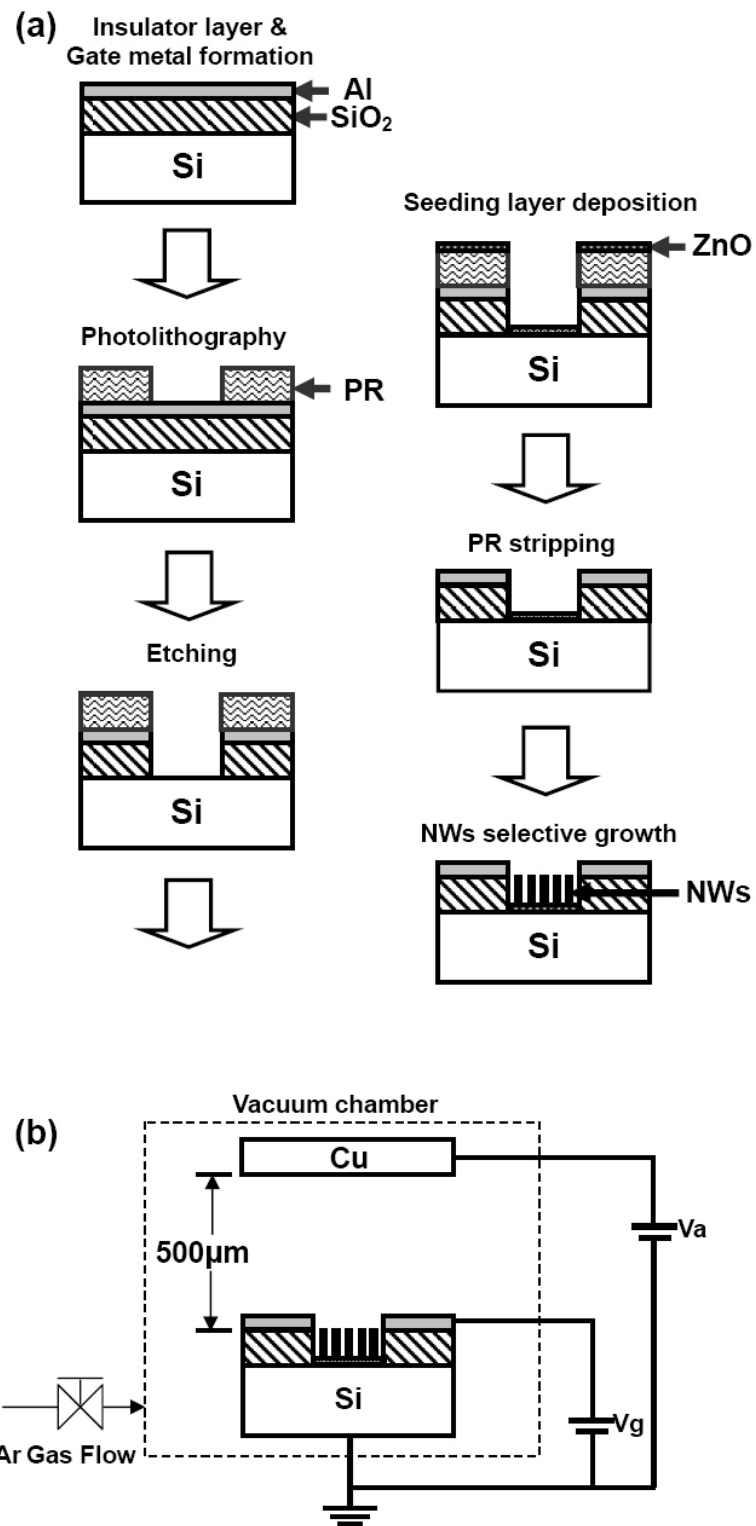 (a)
Insulator layer &
Gate metal formation
Al
SiO₂
Si
Photolithography
PR
Si
Etching
Si
Seeding layer deposition
ZnO
Si
PR stripping
Si
NWs selective growth
NWs
Si
(b)
Vacuum chamber
Cu
500μm
Va
Si
Vg
Ar Gas Flow